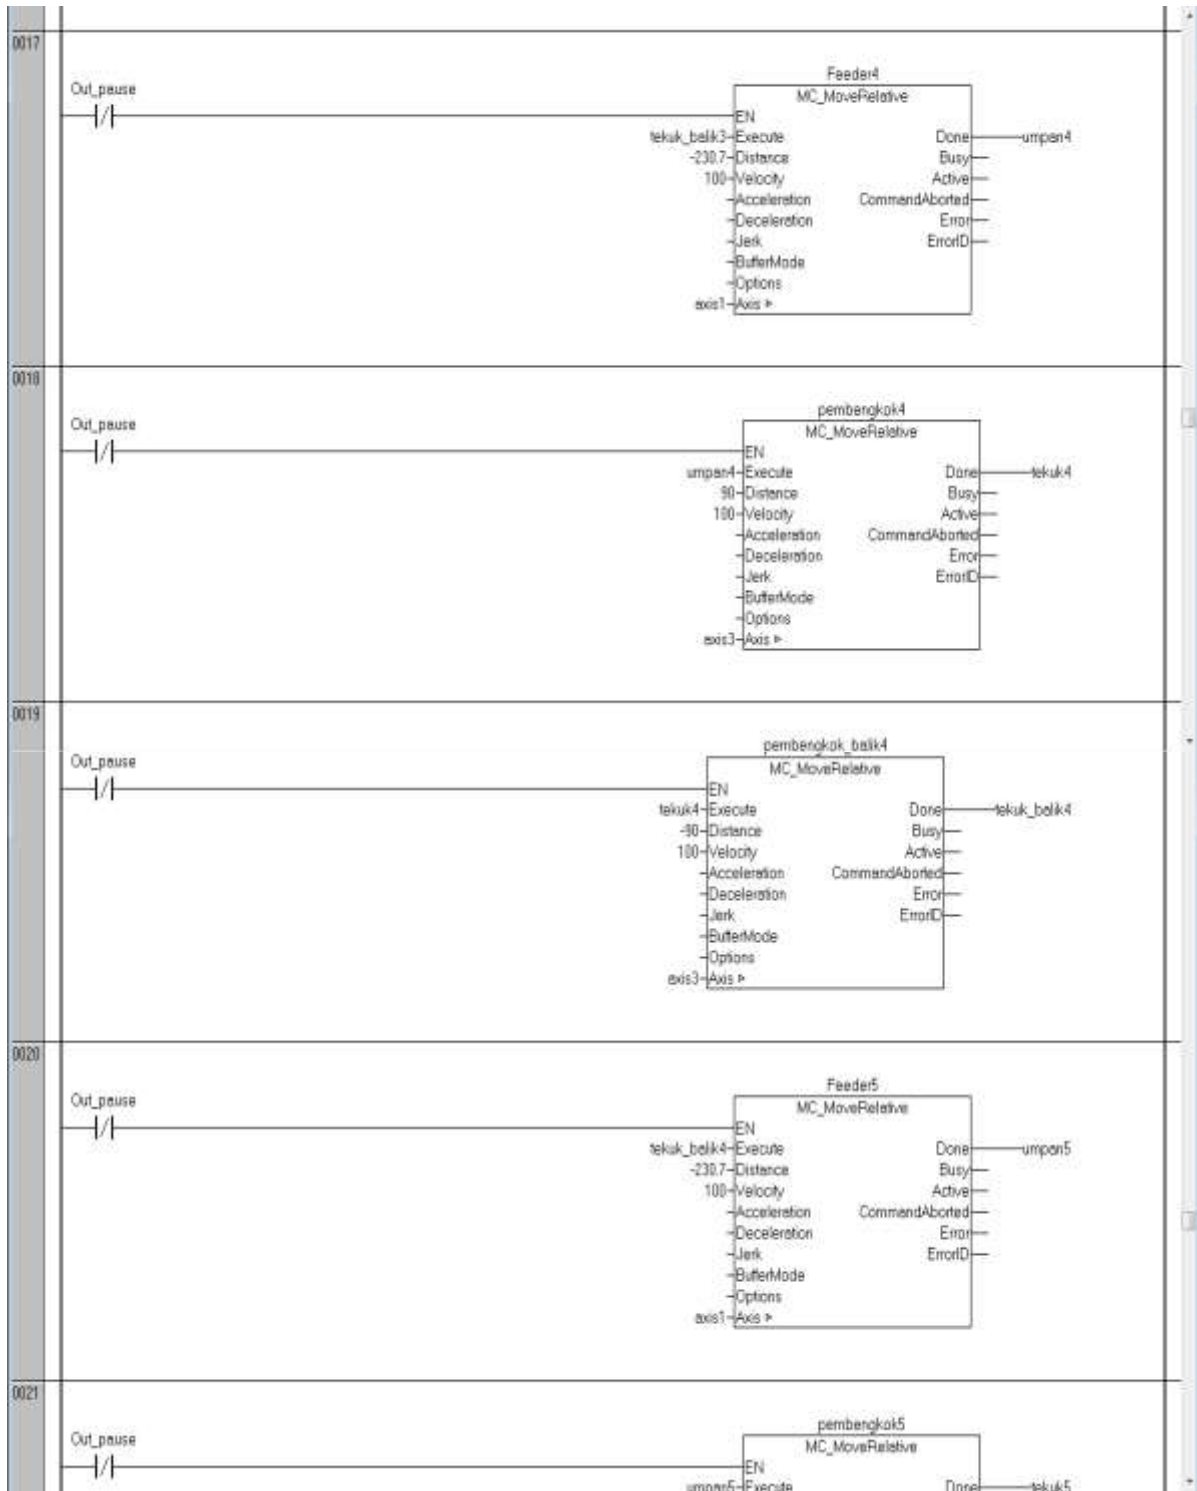 0017
Out_pause
Feeder4
MC_MoveRelative
EN
tekuk_balik3 Execute Done umpan4
-230.7 Distance Busy
100 Velocity Active
Acceleration CommandAborted
Deceleration Error
Jerk ErrorID
BufferMode
Options
axis1 Axis
0018
Out_pause
pembengkok4
MC_MoveRelative
EN
umpan4 Execute Done tekuk4
90 Distance Busy
100 Velocity Active
Acceleration CommandAborted
Deceleration Error
Jerk ErrorID
BufferMode
Options
axis3 Axis
0019
Out_pause
pembengkok_balik4
MC_MoveRelative
EN
tekuk4 Execute Done tekuk_balik4
-90 Distance Busy
100 Velocity Active
Acceleration CommandAborted
Deceleration Error
Jerk ErrorID
BufferMode
Options
axis3 Axis
0020
Out_pause
Feeder5
MC_MoveRelative
EN
tekuk_balik4 Execute Done umpan5
-230.7 Distance Busy
100 Velocity Active
Acceleration CommandAborted
Deceleration Error
Jerk ErrorID
BufferMode
Options
axis1 Axis
0021
Out_pause
pembengkok5
MC_MoveRelative
EN
umpan5 Execute Done tekuk5